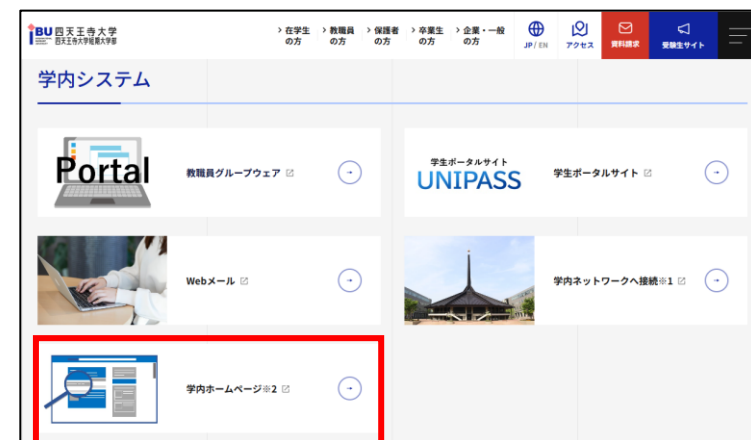 IBU 四天王寺大学
四天王寺大学短期大学部
> 在学生の方
> 教職員の方
> 保護者の方
> 卒業生の方
> 企業・一般の方
JP / EN
アクセス
資料請求
受験生サイト
学内システム
Portal
教職員グループウェア
学生ポータルサイト
UNIPASS
学生ポータルサイト
Webメール
学内ネットワークへ接続※1
学内ホームページ※2